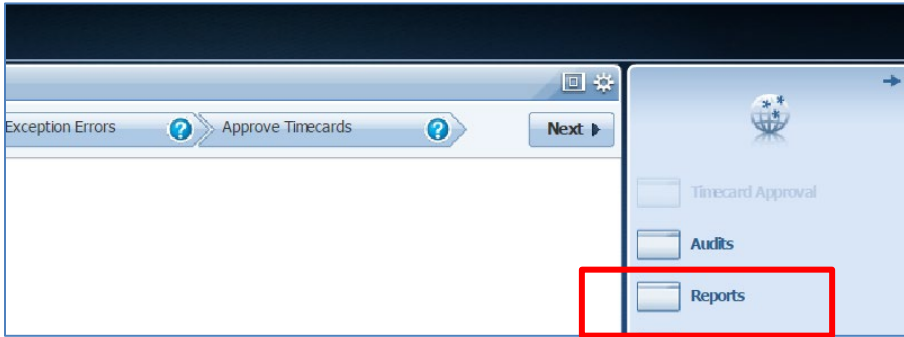 Exception Errors
Approve Timecards
Next
Timecard Approval
Audits
Reports